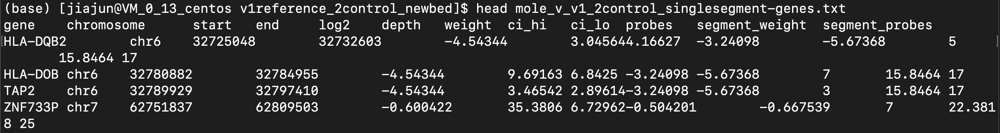 (base) [jiajun@VM_0_13_centos v1reference_2control_newbed]$ head mole_v_v1_2control_singlesegment-genes.txt
gene chromosome start end log2 depth weight ci_hi ci_lo probes segment_weight segment_probes
[HLA-DQB2 chr6 32725048 32732603 -4.54344 3.045644.16627 -3.24098 -5.67368 5 ]
15.8464 17
HLA-DOB chr6 32780882 32784955 -4.54344 9.69163 6.8425 -3.24098 -5.67368 7 15.8464 17
TAP2 chr6 32789929 32797410 -4.54344 3.46542 2.89614-3.24098 -5.67368 3 15.8464 17
ZNF733P chr7 62751837 62809503 -0.600422 35.3806 6.72962-0.504201 -0.667539 7 22.381
8 25